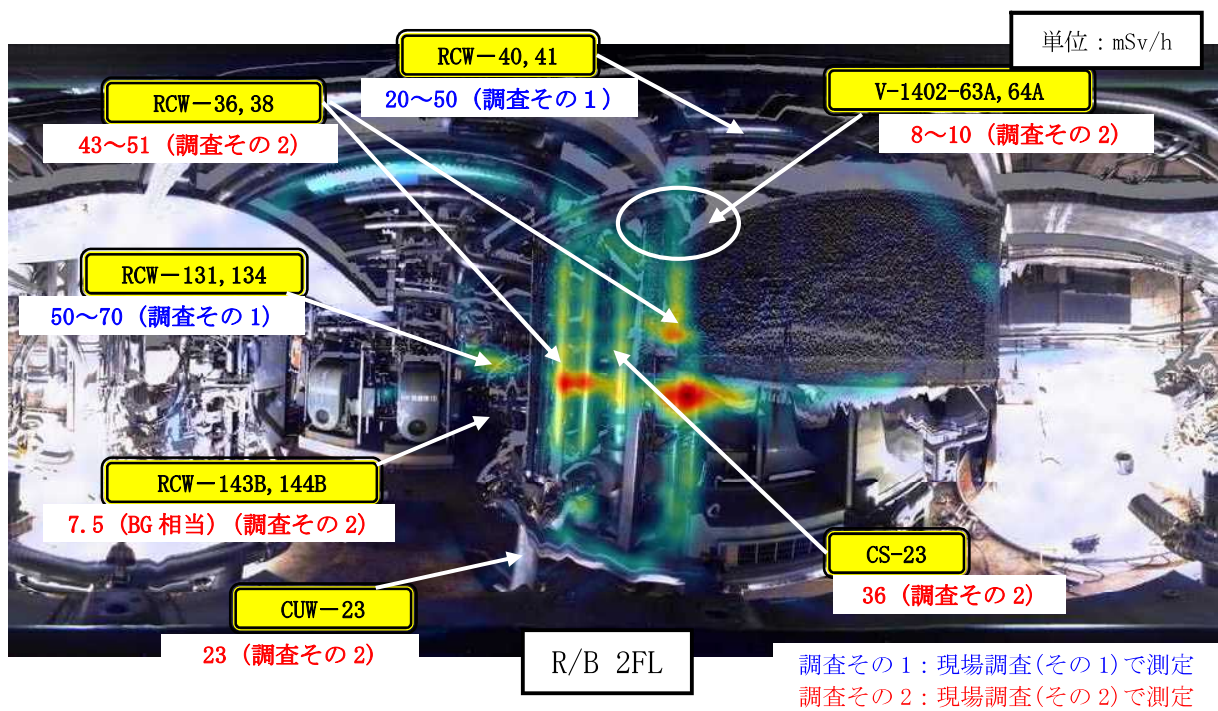 単位：mSv/h
RCW－40,41
20～50（調査その1）
RCW－36,38
43～51（調査その2）
V-1402-63A,64A
8～10（調査その2）
RCW－131,134
50～70（調査その1）
RCW－143B,144B
7.5（BG相当）（調査その2）
CS-23
36（調査その2）
CUW－23
23（調査その2）
R/B 2FL
調査その1：現場調査(その1)で測定
調査その2：現場調査(その2)で測定